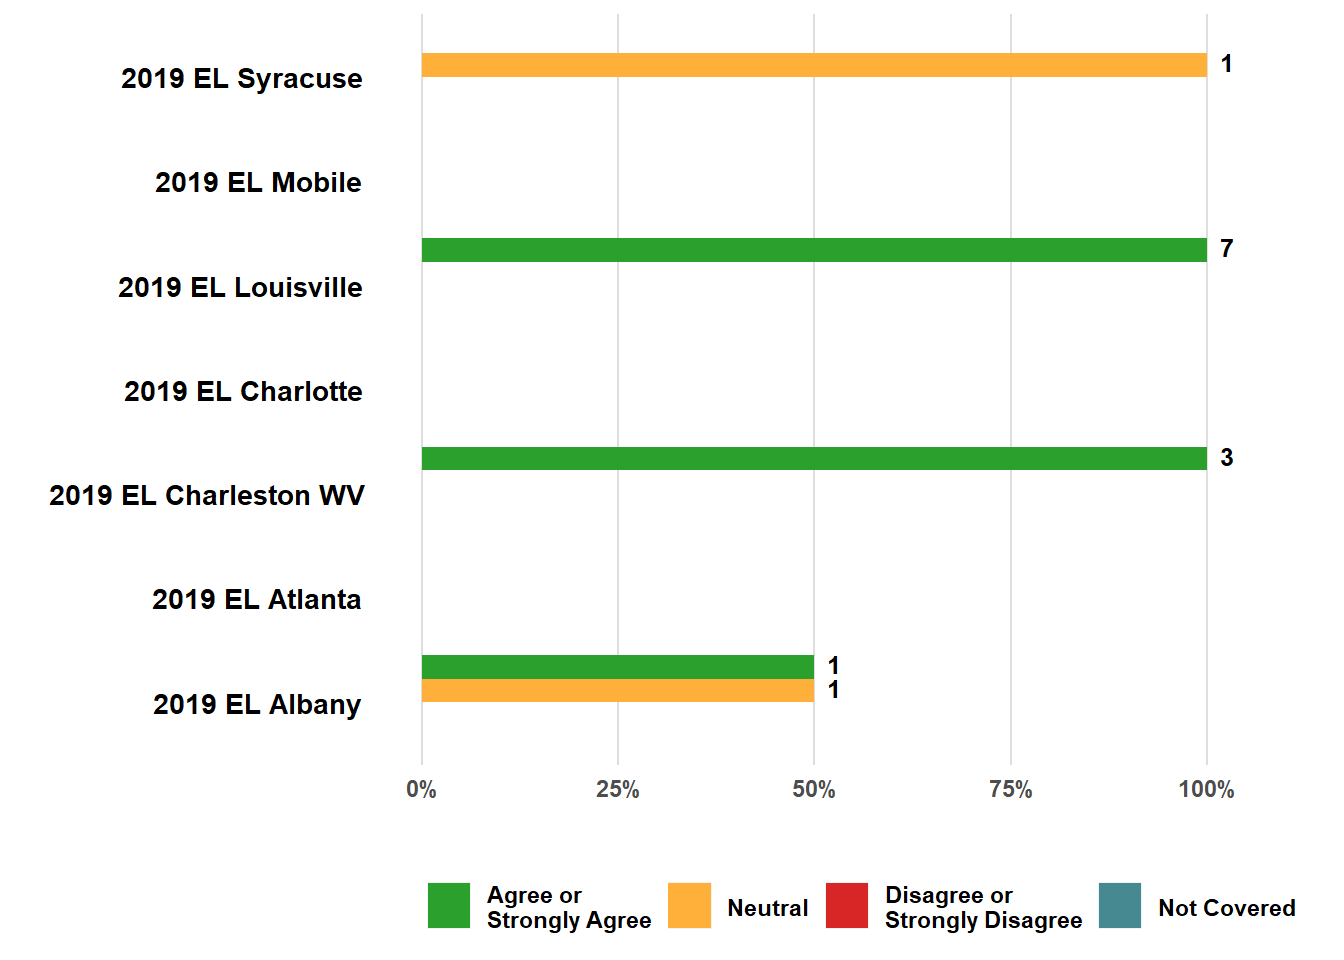 2019 EL Syracuse
1
2019 EL Mobile
7
2019 EL Louisville
2019 EL Charlotte
3
2019 EL Charleston WV
2019 EL Atlanta
1
1
2019 EL Albany
0% 25% 50% 75% 100%
Agree or
Strongly Agree
Neutral
Disagree or
Strongly Disagree
Not Covered